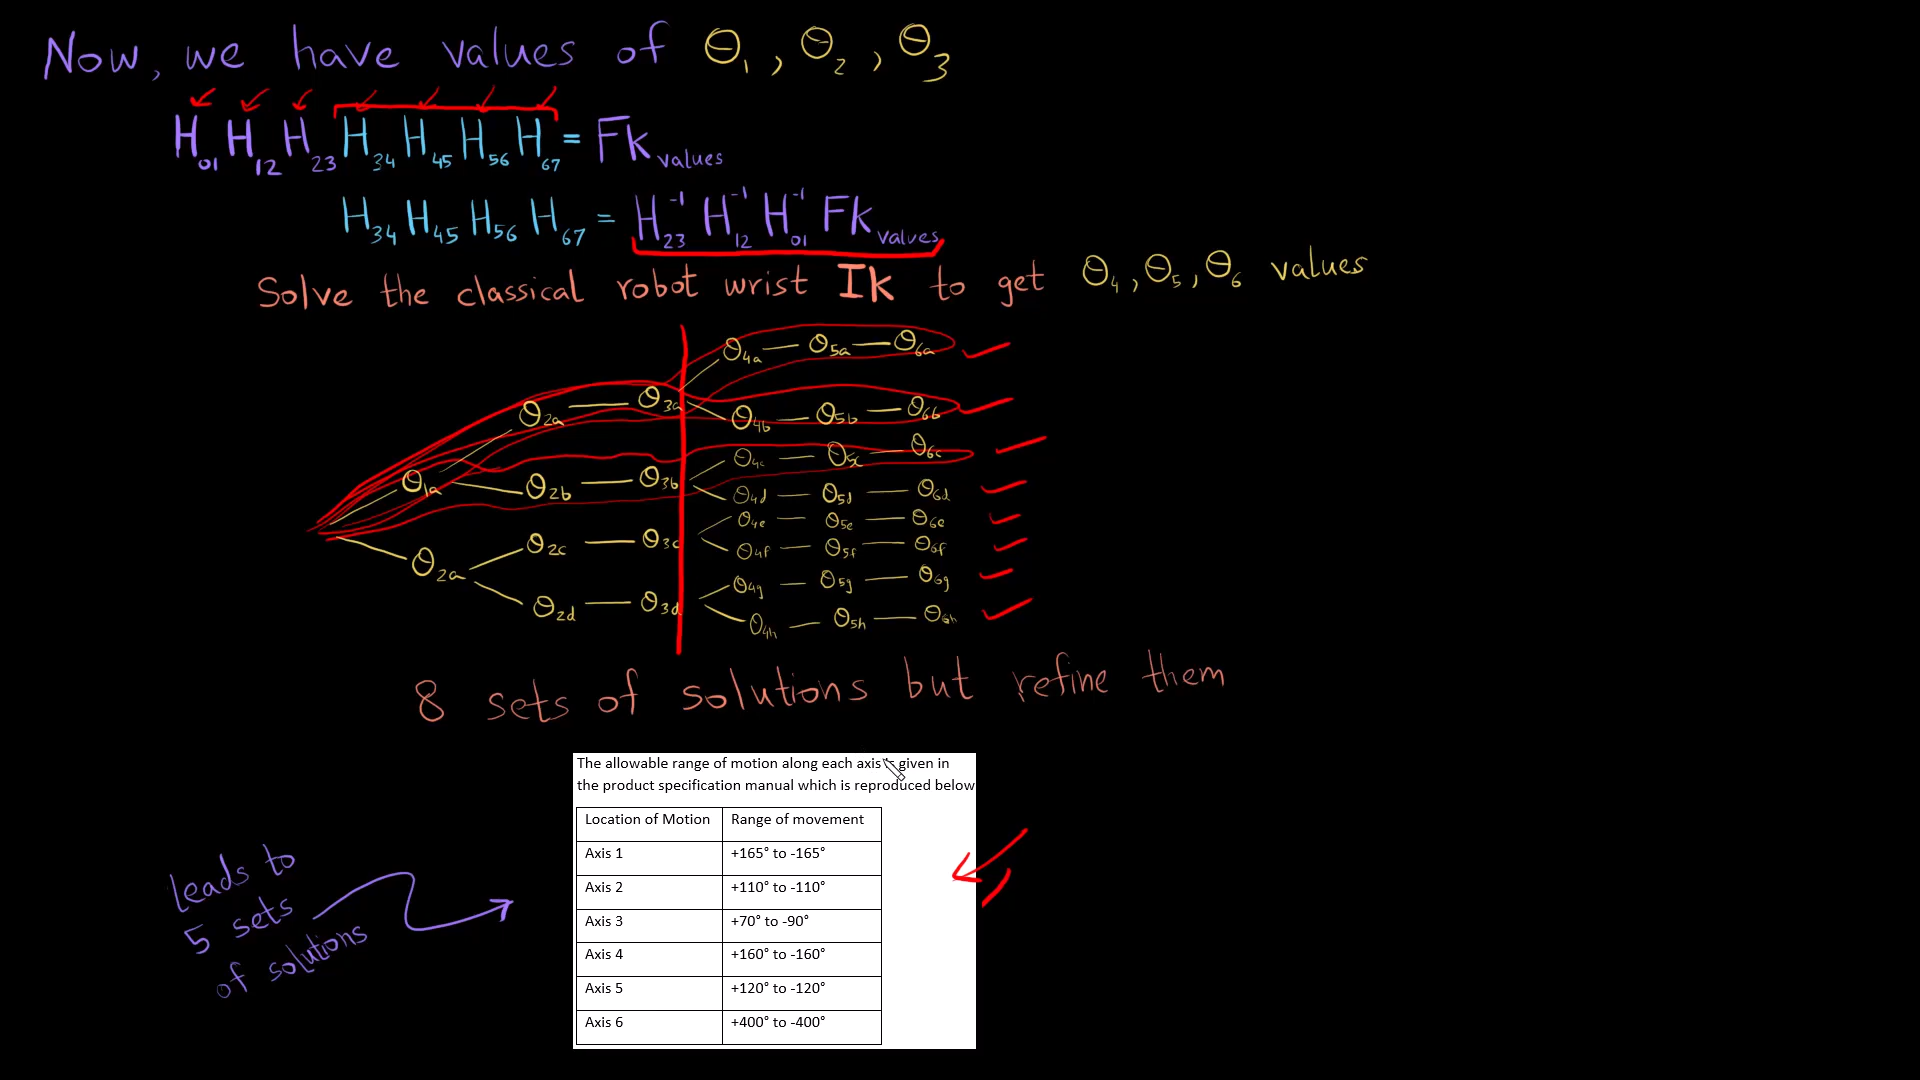 Now, we have values of Θ1, Θ2, Θ3
H01 H12 H23 H34 H45 H56 H67 = Fk values
H34 H45 H56 H67 = H23⁻¹ H12⁻¹ H01⁻¹ Fk values
Solve the classical robot wrist Ik to get Θ4, Θ5, Θ6 values
Θ4a — Θ5a — Θ6a
Θ2a — Θ3a
Θ4b — Θ5b — Θ6b
Θ4c — Θ5c — Θ6c
Θ1a Θ2b — Θ3b
Θ4d — Θ5d — Θ6d
Θ4e — Θ5e — Θ6e
Θ2c — Θ3c
Θ4f — Θ5f — Θ6f
Θ2a
Θ4g — Θ5g — Θ6g
Θ2d — Θ3d
Θ4h — Θ5h — Θ6h
8 sets of solutions but refine them
The allowable range of motion along each axis is given in
the product specification manual which is reproduced below
Location of Motion Range of movement
Axis 1 +165° to -165°
Axis 2 +110° to -110°
Axis 3 +70° to -90°
Axis 4 +160° to -160°
Axis 5 +120° to -120°
Axis 6 +400° to -400°
leads to
5 sets
of solutions